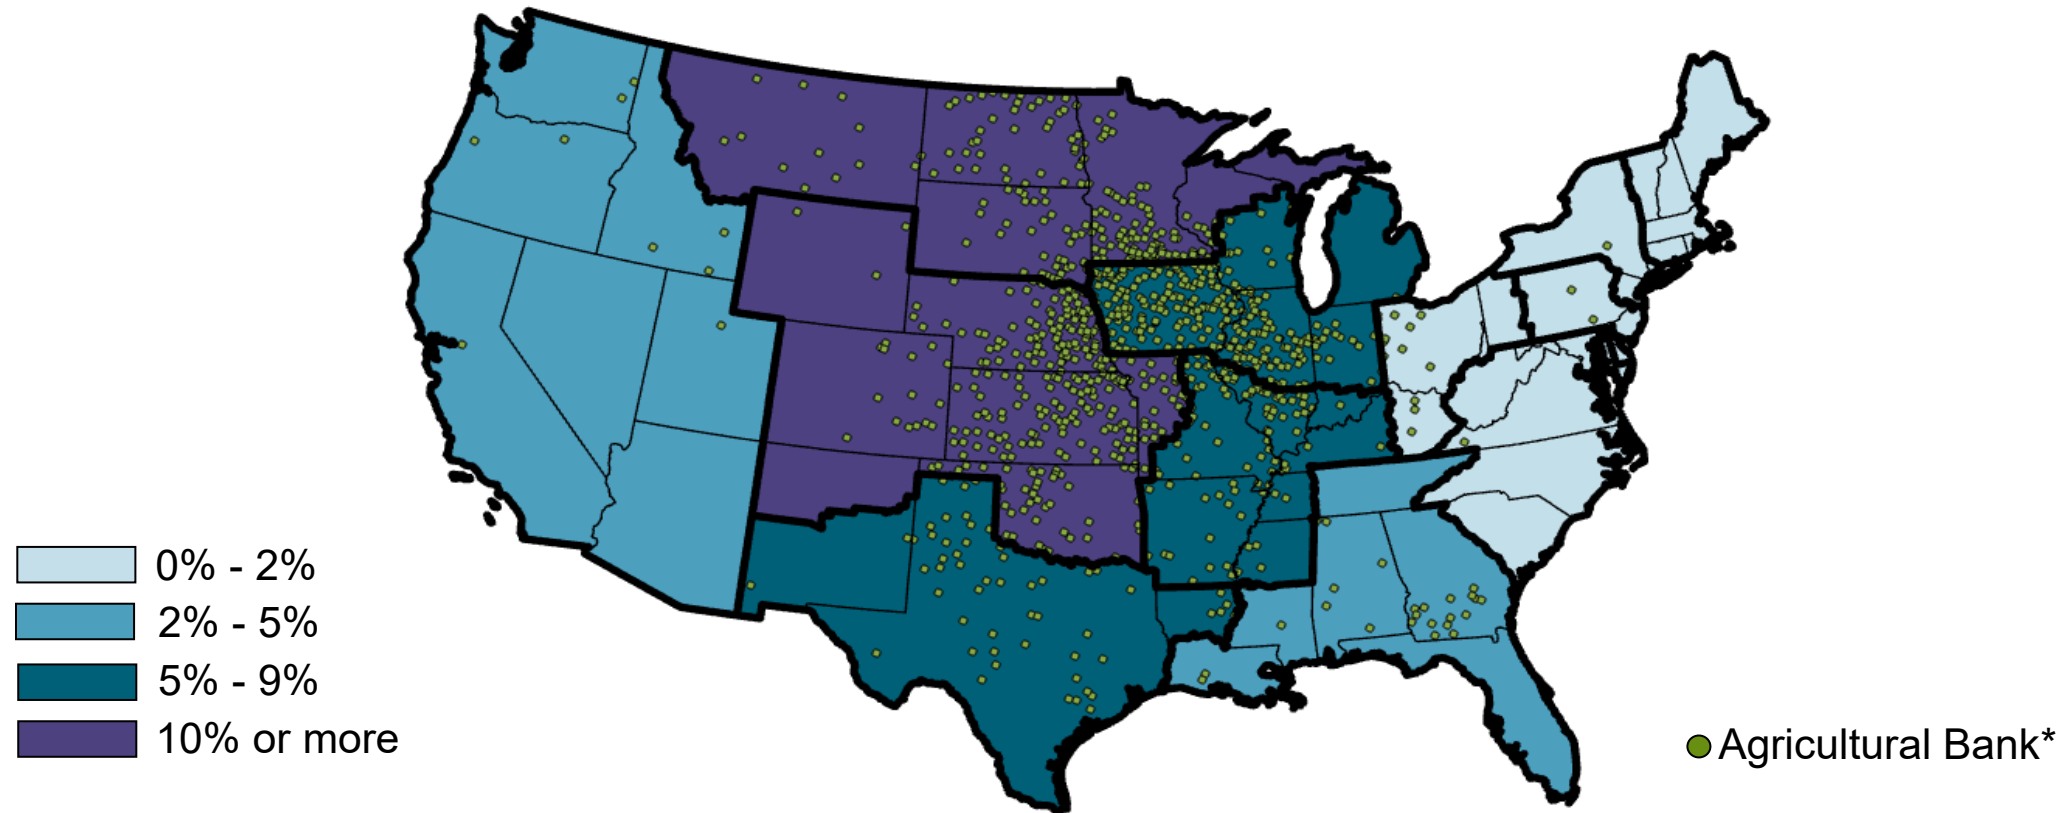 0% - 2%
2% - 5%
5% - 9%
10% or more
Agricultural Bank*